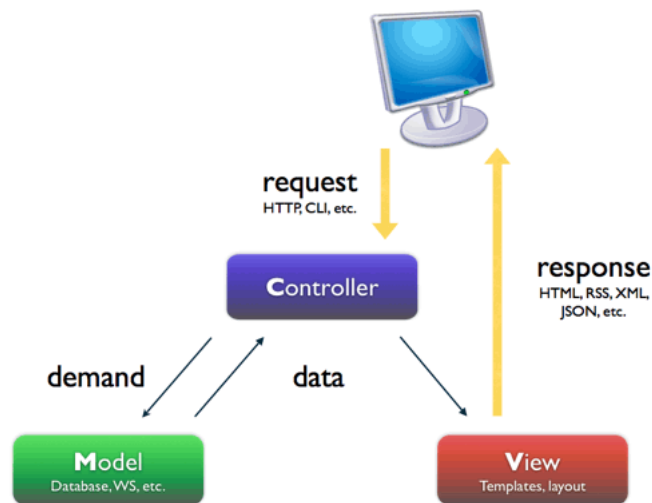 request
HTTP, CLI, etc.
Controller
response
HTML, RSS, XML,
JSON, etc.
demand
data
Model
Database, WS, etc.
View
Templates, layout